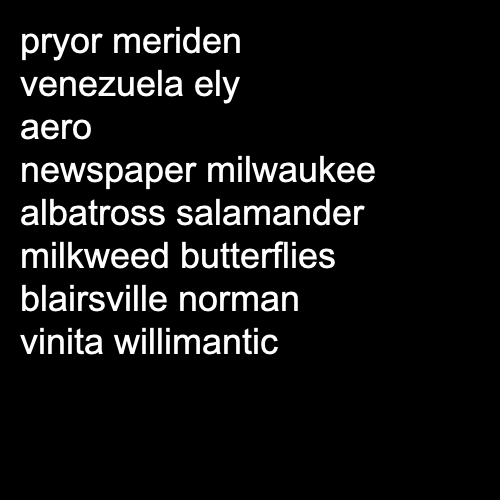 pryor meriden
venezuela ely
aero
newspaper milwaukee
albatross salamander
milkweed butterflies
blairsville norman
vinita willimantic